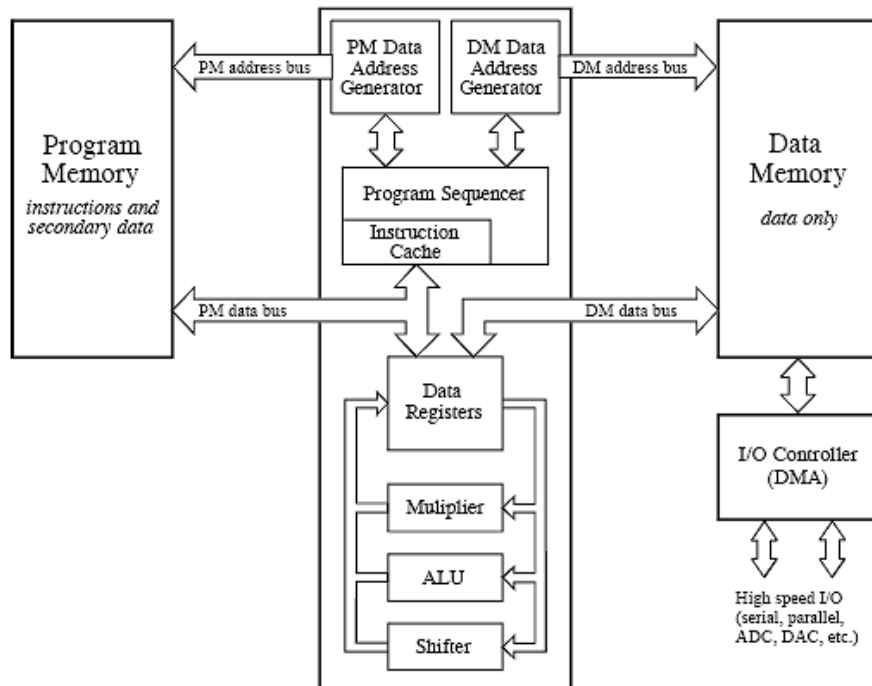 PM Data
Address
Generator
DM Data
Address
Generator
PM address bus
DM address bus
Program
Memory
instructions and
secondary data
Data
Memory
data only
Program Sequencer
Instruction
Cache
PM data bus
DM data bus
Data
Registers
Muliplier
ALU
Shifter
I/O Controller
(DMA)
High speed I/O
(serial, parallel,
ADC, DAC, etc.)